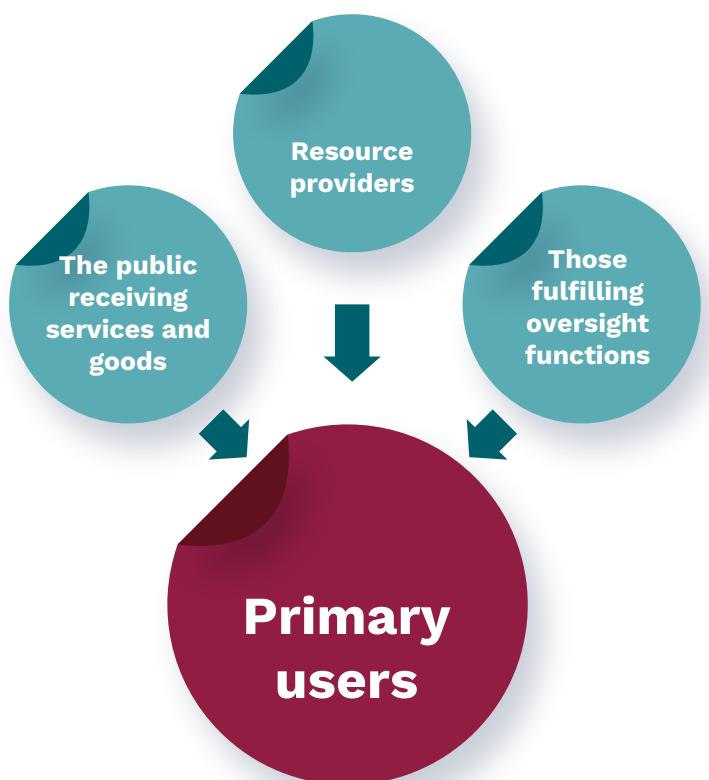 Resource
providers
The public
receiving
services and
goods
Those
fulfilling
oversight
functions
Primary
users